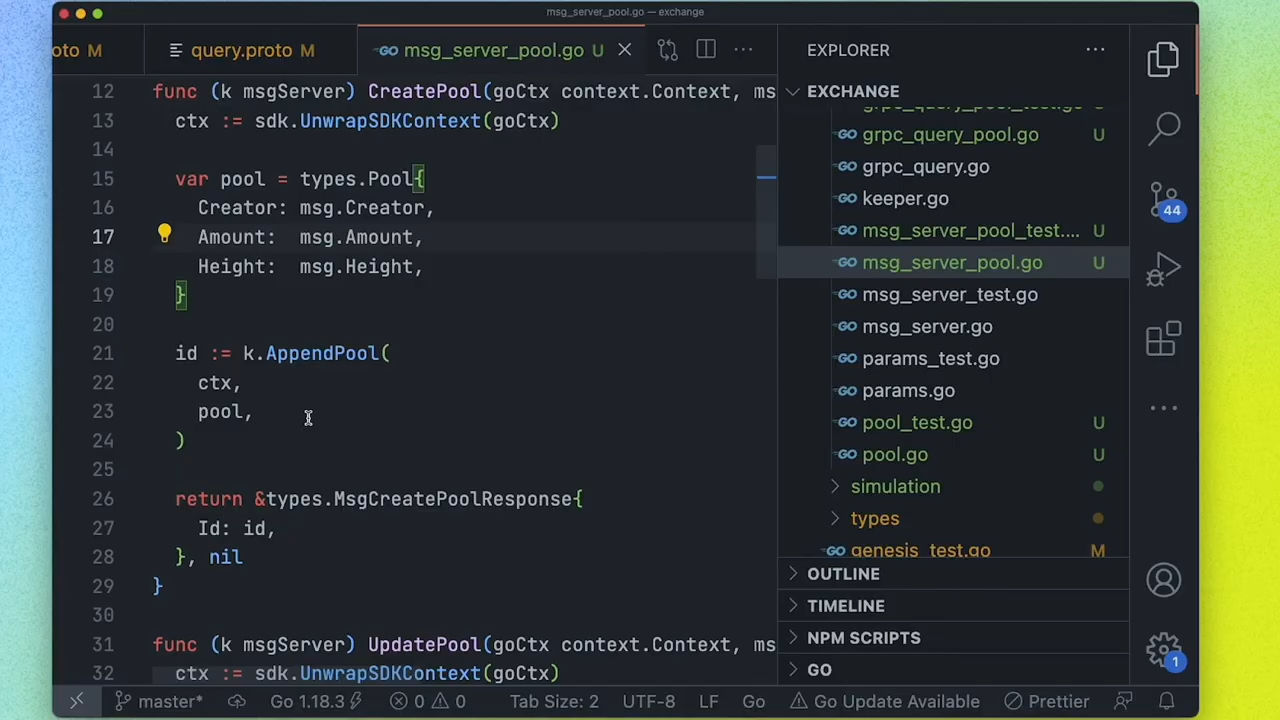 msg_server_pool.go — exchange
oto M
query.proto M
msg_server_pool.go U
EXPLORER
12 func (k msgServer) CreatePool(goCtx context.Context, ms
13 ctx := sdk.UnwrapSDKContext(goCtx)
14
15 var pool = types.Pool{
16 Creator: msg.Creator,
17 Amount: msg.Amount,
18 Height: msg.Height,
19 }
20
21 id := k.AppendPool(
22 ctx,
23 pool,
24 )
25
26 return &types.MsgCreatePoolResponse{
27 Id: id,
28 }, nil
29 }
30
31 func (k msgServer) UpdatePool(goCtx context.Context, ms
32 ctx := sdk.UnwrapSDKContext(goCtx)
EXCHANGE
grpc_query_pool_test.go U
grpc_query_pool.go U
grpc_query.go
keeper.go
msg_server_pool_test.... U
msg_server_pool.go U
msg_server_test.go
msg_server.go
params_test.go
params.go
pool_test.go U
pool.go U
simulation
types
genesis_test.go M
OUTLINE
TIMELINE
NPM SCRIPTS
GO
44
1
master*
Go 1.18.3
0
0
Tab Size: 2
UTF-8
LF
Go
Go Update Available
Prettier